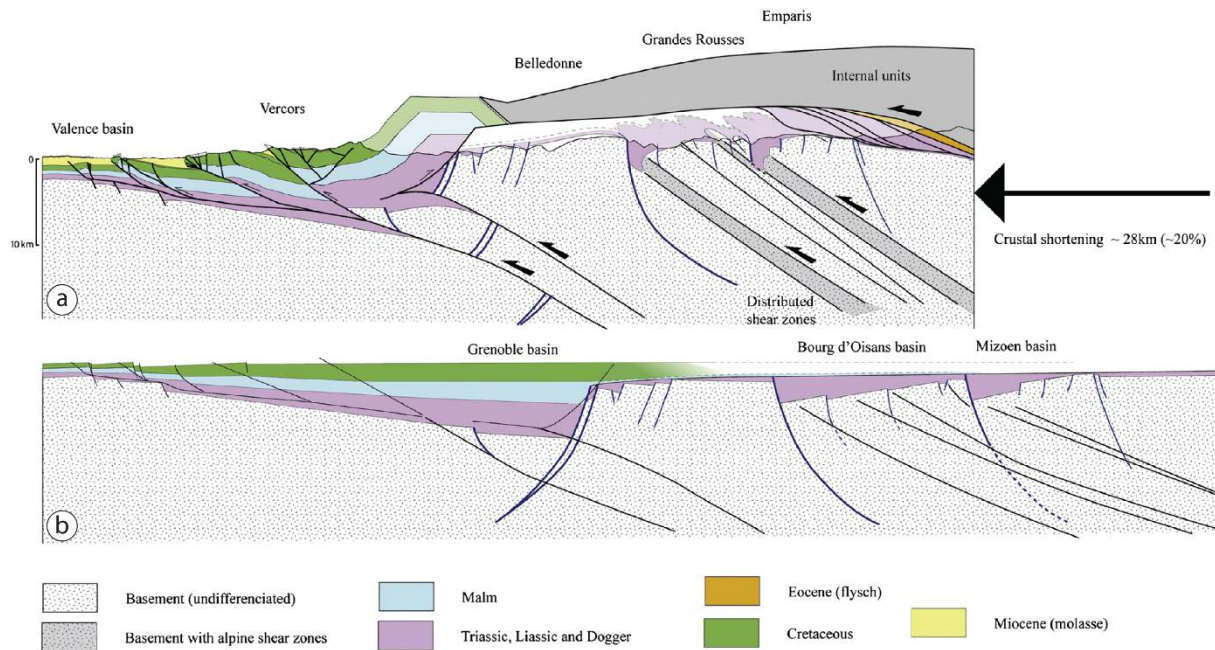 Emparis
Grandes Rousses
Belledonne
Internal units
Vercors
Valence basin
0
10 km
Crustal shortening ~ 28km (~20%)
a
Distributed
shear zones
Grenoble basin
Bourg d'Oisans basin
Mizoen basin
b
Basement (undifferenciated)
Malm
Eocene (flysch)
Miocene (molasse)
Basement with alpine shear zones
Triassic, Liassic and Dogger
Cretaceous